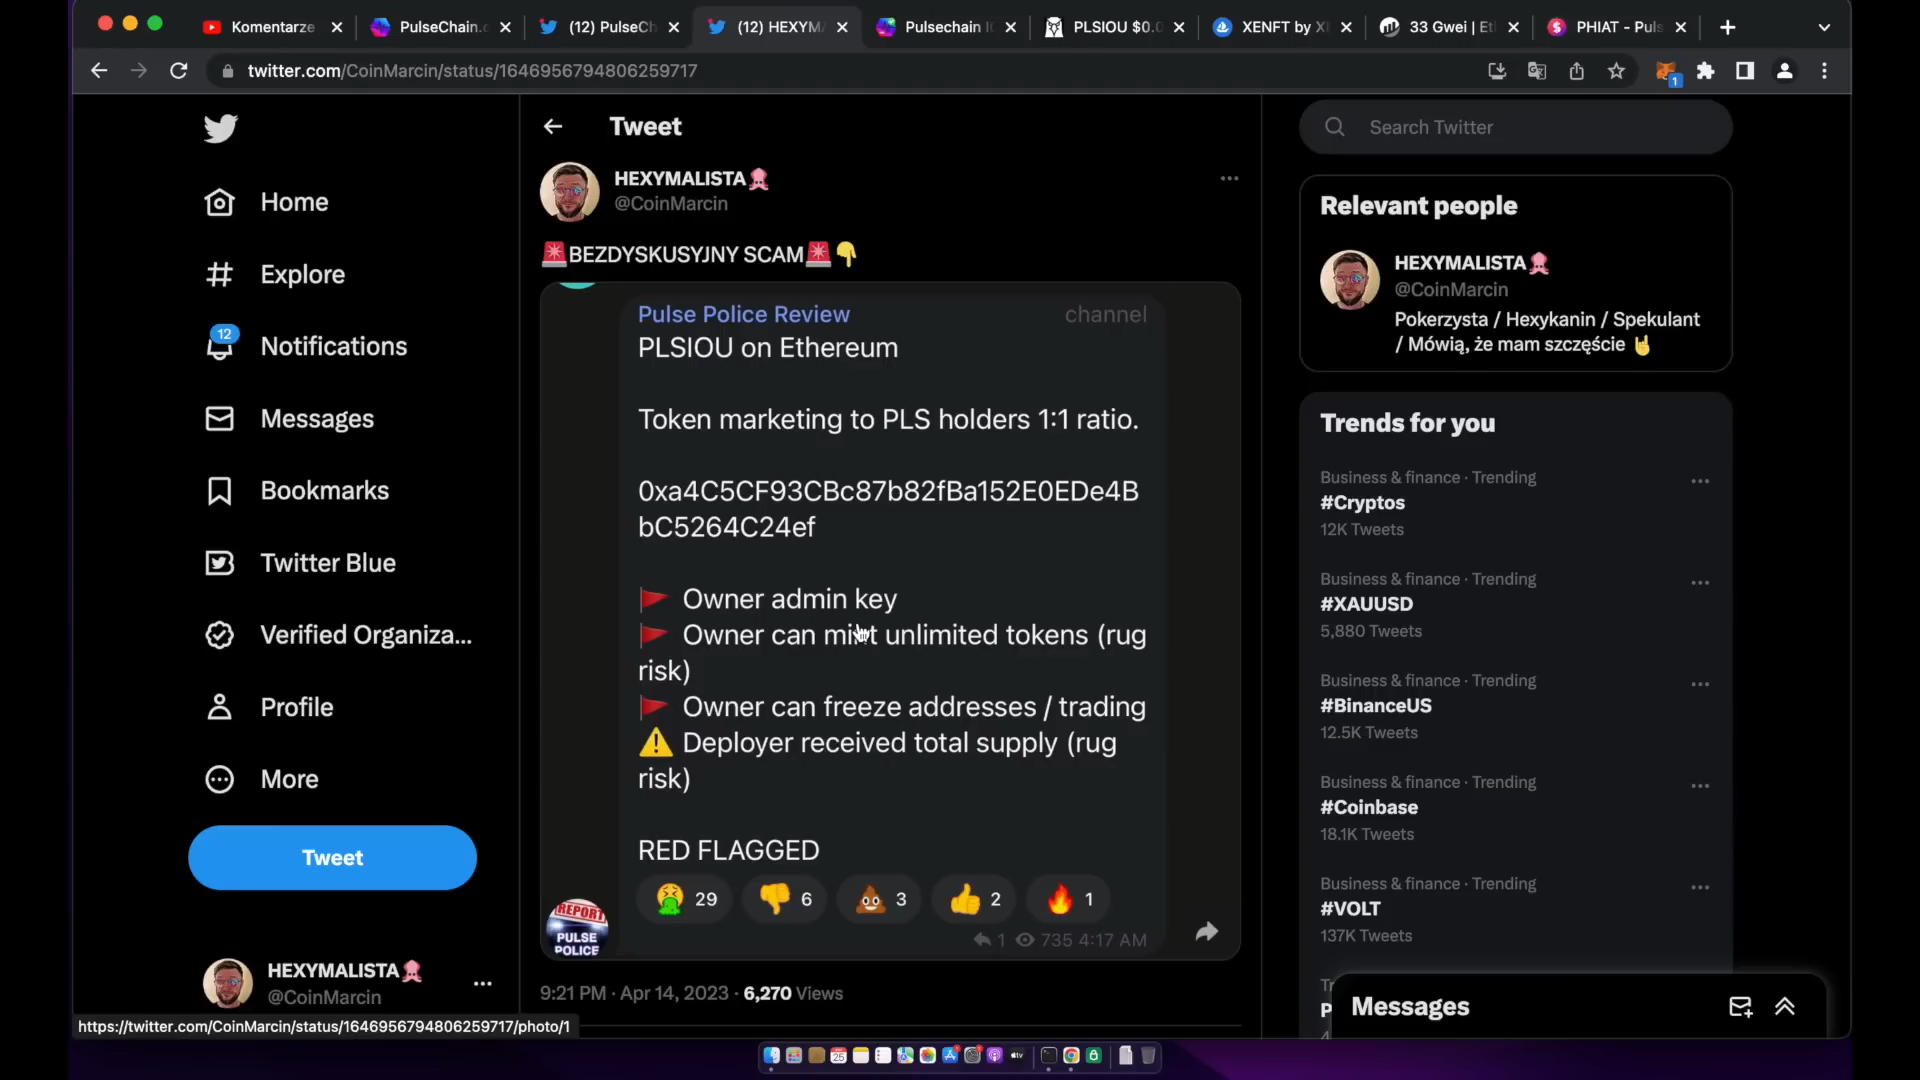 Komentarze
PulseChain.c
(12) PulseCh
(12) HEXYM
Pulsechain I
PLSIOU $0.0
XENFT by X
33 Gwei | Et
PHIAT - Puls
twitter.com/CoinMarcin/status/1646956794806259717
1
Home
Explore
12
Notifications
Messages
Bookmarks
Twitter Blue
Verified Organiza...
Profile
More
Tweet
HEXYMALISTA
@CoinMarcin
https://twitter.com/CoinMarcin/status/1646956794806259717/photo/1
Tweet
HEXYMALISTA
@CoinMarcin
🚨BEZDYSKUSYJNY SCAM🚨👇
Pulse Police Review channel
PLSIOU on Ethereum
Token marketing to PLS holders 1:1 ratio.
0xa4C5CF93CBc87b82fBa152E0EDe4B
bC5264C24ef
🚩 Owner admin key
🚩 Owner can mint unlimited tokens (rug
risk)
🚩 Owner can freeze addresses / trading
⚠️ Deployer received total supply (rug
risk)
RED FLAGGED
🤮 29 👎 6 💩 3 👍 2 🔥 1
1 735 4:17 AM
REPORT
PULSE
POLICE
9:21 PM · Apr 14, 2023 · 6,270 Views
Search Twitter
Relevant people
HEXYMALISTA
@CoinMarcin
Pokerzysta / Hexykanin / Spekulant
/ Mówią, że mam szczęście 🤘
Trends for you
Business & finance · Trending
#Cryptos
12K Tweets
Business & finance · Trending
#XAUUSD
5,880 Tweets
Business & finance · Trending
#BinanceUS
12.5K Tweets
Business & finance · Trending
#Coinbase
18.1K Tweets
Business & finance · Trending
#VOLT
137K Tweets
Messages
25
tv